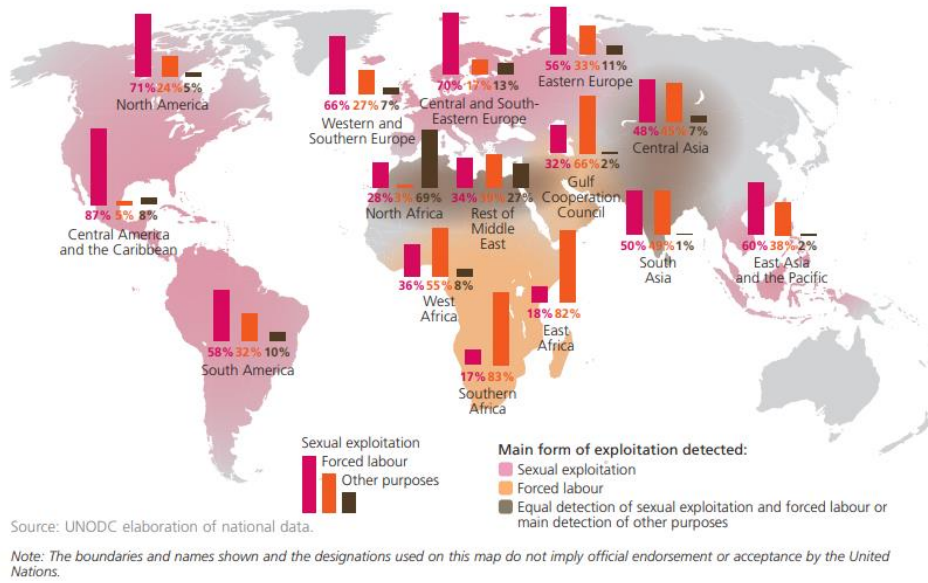 71% 24% 5%
North America
66% 27% 7%
Western and
Southern Europe
70% 17% 13%
Central and South-
Eastern Europe
56% 33% 11%
Eastern Europe
48% 45% 7%
Central Asia
87% 5% 8%
Central America
and the Caribbean
28% 3% 69%
North Africa
34% 39% 27%
Rest of
Middle
East
32% 66% 2%
Gulf
Cooperation
Council
50% 49% 1%
South
Asia
60% 38% 2%
East Asia
and the Pacific
36% 55% 8%
West
Africa
18% 82%
East
Africa
58% 32% 10%
South America
17% 83%
Southern
Africa
Sexual exploitation
Forced labour
Other purposes
Main form of exploitation detected:
Sexual exploitation
Forced labour
Equal detection of sexual exploitation and forced labour or
main detection of other purposes
Source: UNODC elaboration of national data.
Note: The boundaries and names shown and the designations used on this map do not imply official endorsement or acceptance by the United
Nations.